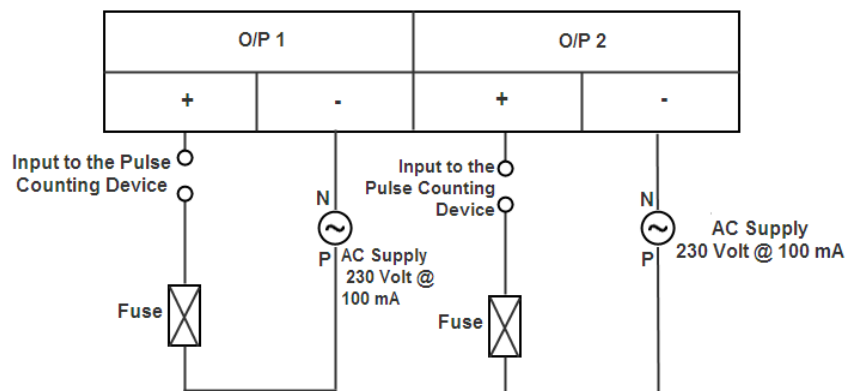 O/P 1
O/P 2
+
-
+
-
Input to the Pulse
Counting Device
Input to the
Pulse Counting
Device
N
P
AC Supply
230 Volt @
100 mA
N
P
AC Supply
230 Volt @ 100 mA
Fuse
Fuse